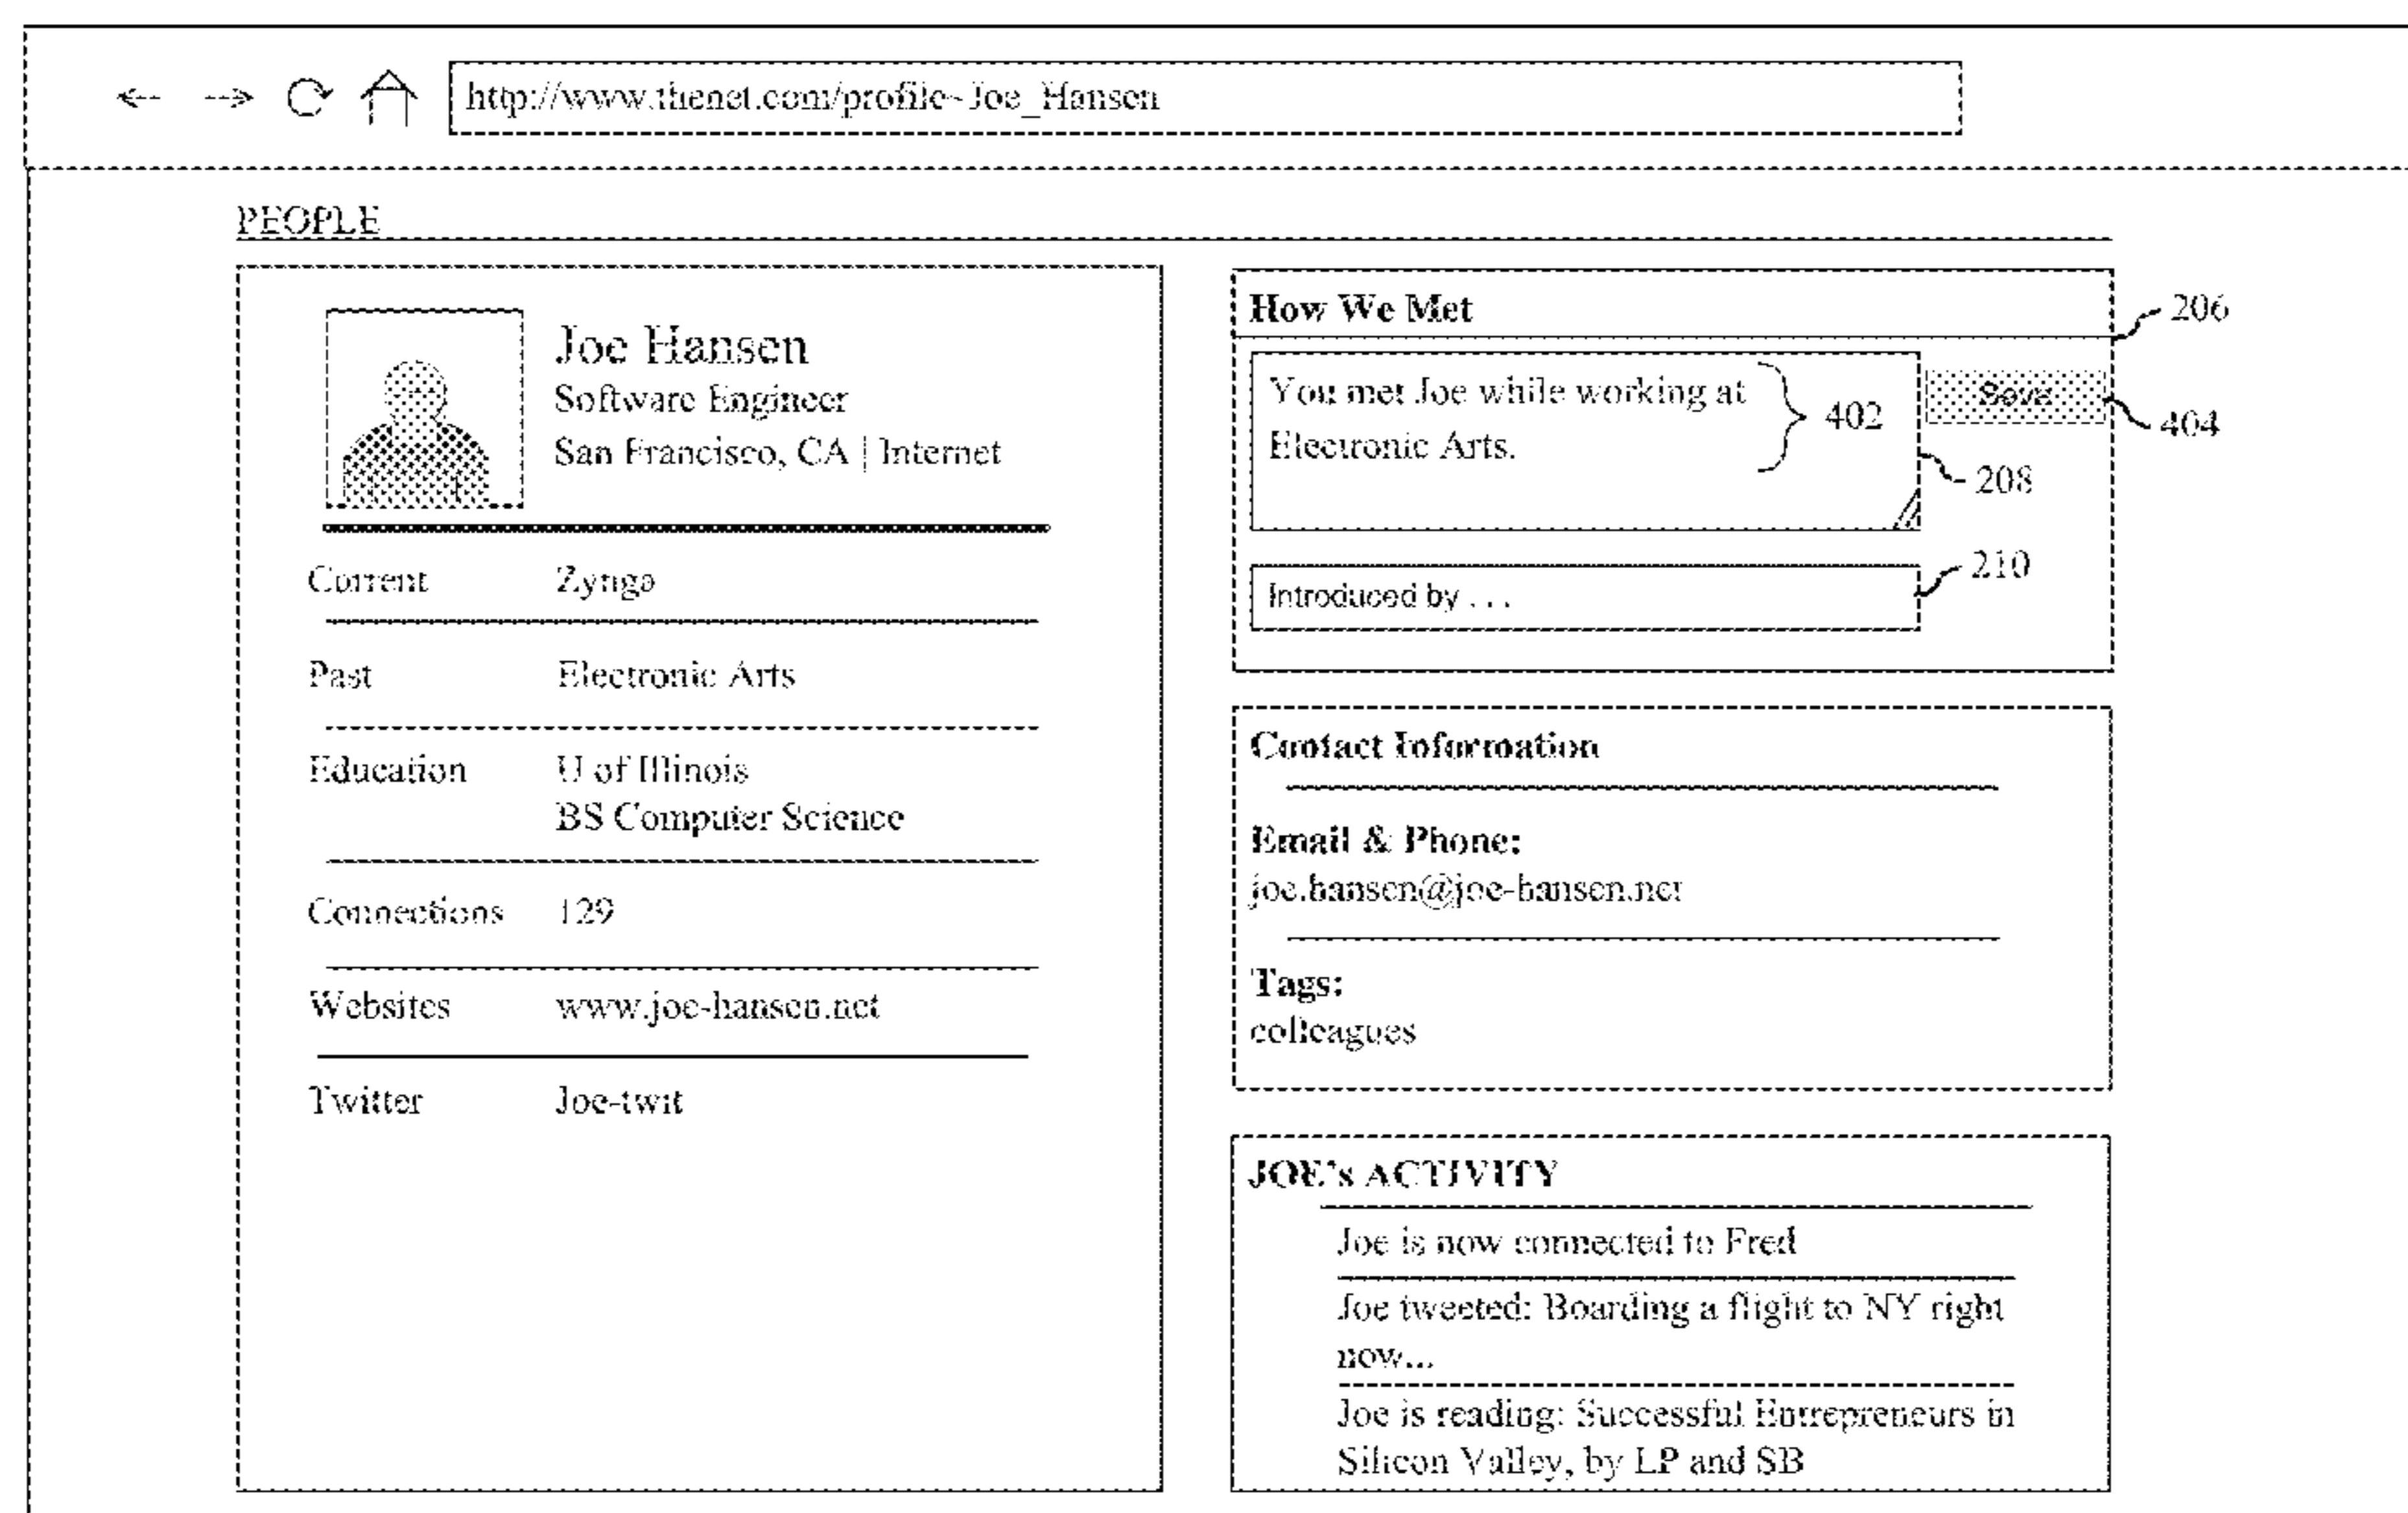 http://www.thenet.com/profile~Joe_Hansen
PEOPLE
Joe Hansen
Software Engineer
San Francisco, CA | Internet
Current Zynga
Past Electronic Arts
Education U of Illinois
BS Computer Science
Connections 129
Websites www.joe-hansen.net
Twitter Joe-twit
How We Met
206
You met Joe while working at
Electronic Arts.
402
Save
404
208
Introduced by . . .
210
Contact Information
Email & Phone:
joe.hansen@joe-hansen.net
Tags:
colleagues
JOE's ACTIVITY
Joe is now connected to Fred
Joe tweeted: Boarding a flight to NY right
now...
Joe is reading: Successful Entrepreneurs in
Silicon Valley, by LP and SB